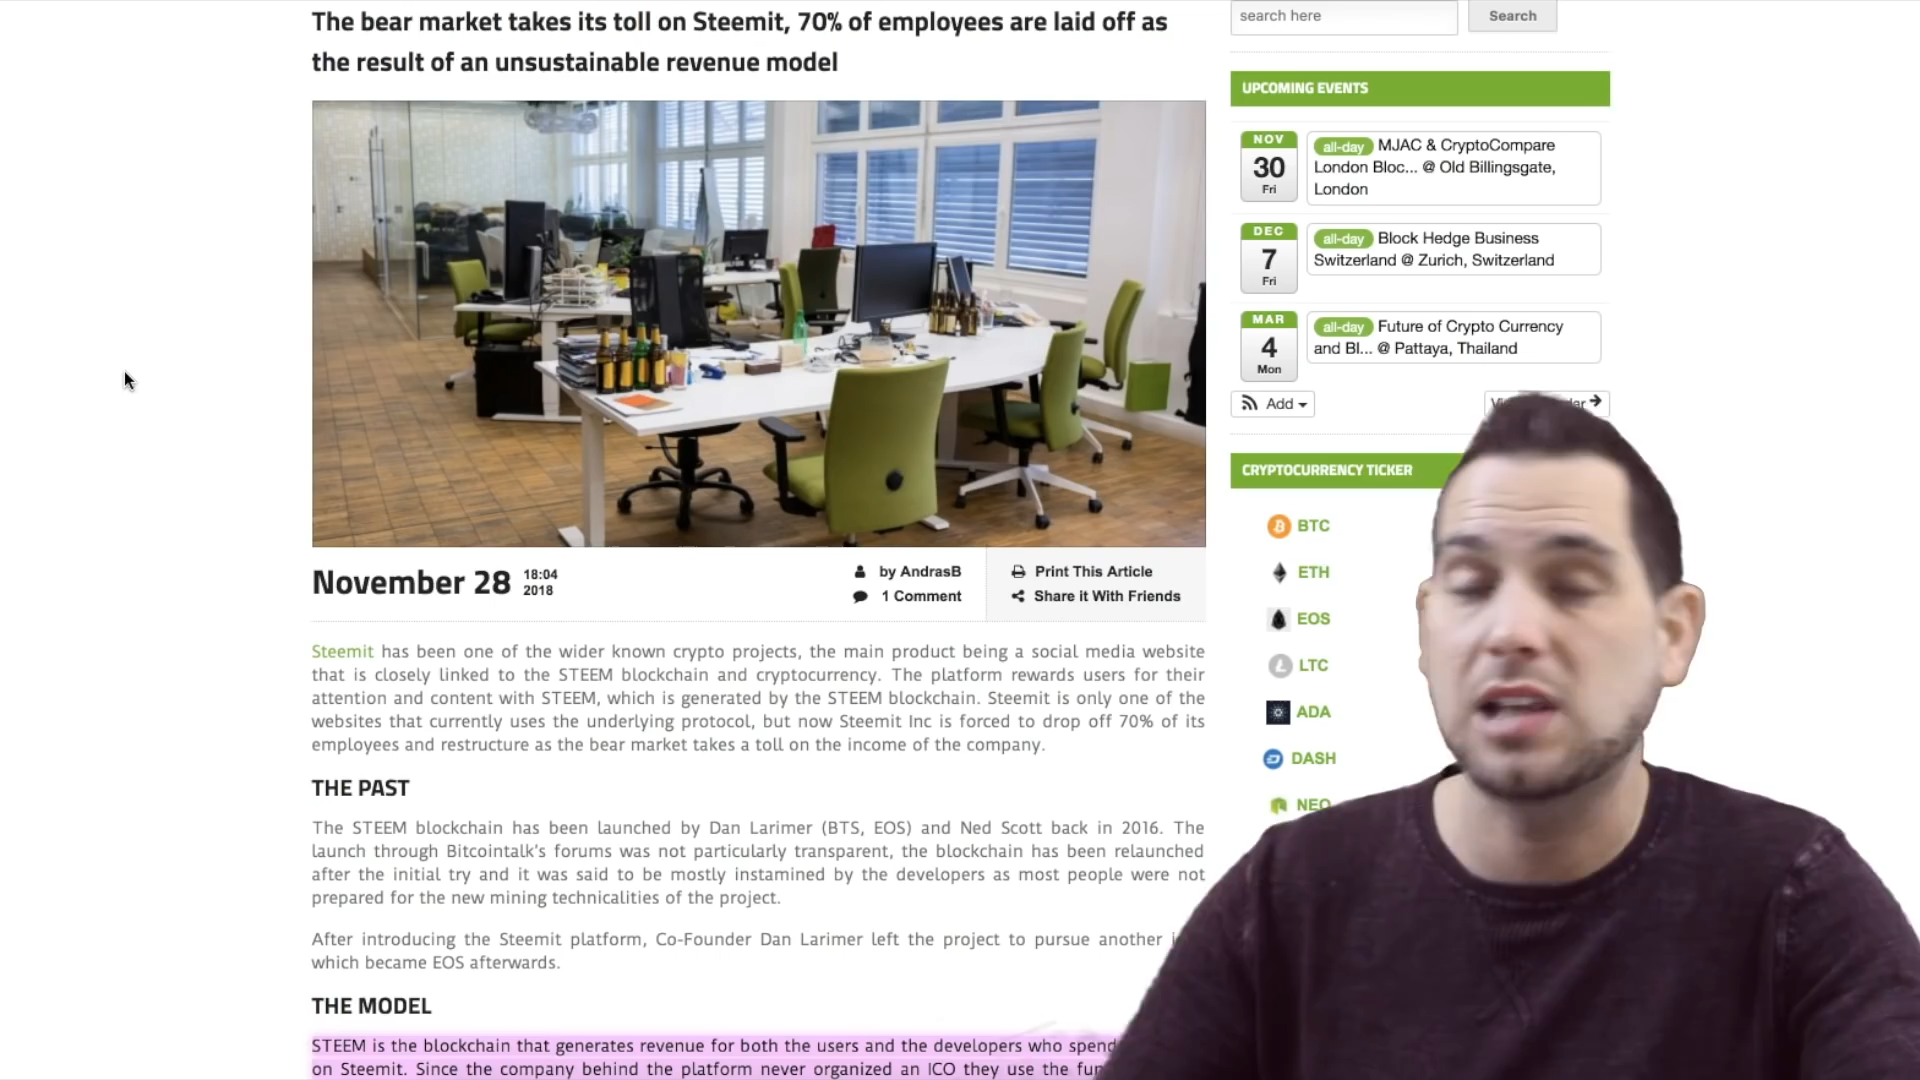 The bear market takes its toll on Steemit, 70% of employees are laid off as
the result of an unsustainable revenue model
November 28 18:04
2018
by AndrasB
1 Comment
Print This Article
Share it With Friends
Steemit has been one of the wider known crypto projects, the main product being a social media website
that is closely linked to the STEEM blockchain and cryptocurrency. The platform rewards users for their
attention and content with STEEM, which is generated by the STEEM blockchain. Steemit is only one of the
websites that currently uses the underlying protocol, but now Steemit Inc is forced to drop off 70% of its
employees and restructure as the bear market takes a toll on the income of the company.
THE PAST
The STEEM blockchain has been launched by Dan Larimer (BTS, EOS) and Ned Scott back in 2016. The
launch through Bitcointalk's forums was not particularly transparent, the blockchain has been relaunched
after the initial try and it was said to be mostly instamined by the developers as most people were not
prepared for the new mining technicalities of the project.
After introducing the Steemit platform, Co-Founder Dan Larimer left the project to pursue another
which became EOS afterwards.
THE MODEL
STEEM is the blockchain that generates revenue for both the users and the developers who spend
on Steemit. Since the company behind the platform never organized an ICO they use the
search here
Search
UPCOMING EVENTS
NOV
30
Fri
all-day MJAC & CryptoCompare
London Bloc... @ Old Billingsgate,
London
DEC
7
Fri
all-day Block Hedge Business
Switzerland @ Zurich, Switzerland
MAR
4
Mon
all-day Future of Crypto Currency
and Bl... @ Pattaya, Thailand
Add
CRYPTOCURRENCY TICKER
BTC
ETH
EOS
LTC
ADA
DASH
NEO